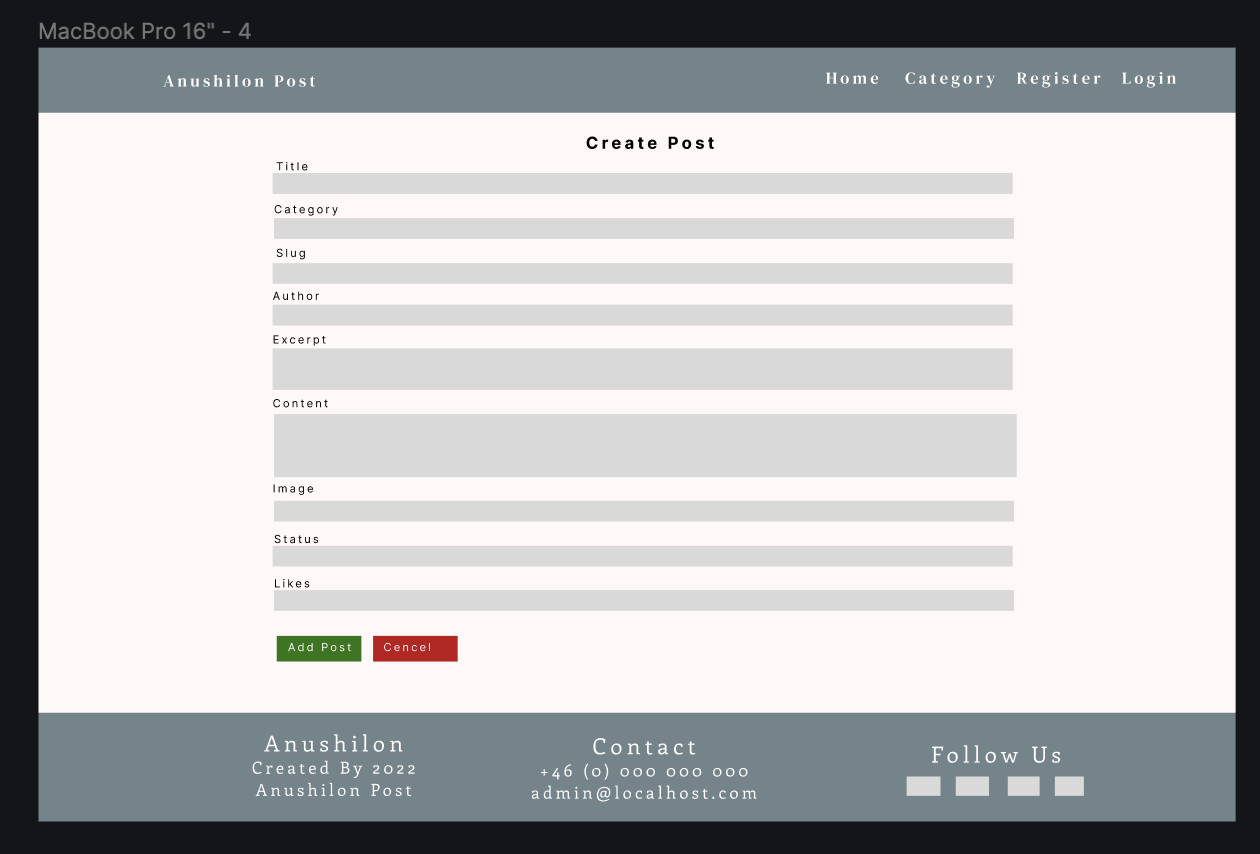 MacBook Pro 16" - 4
Anushilon Post
Home Category Register Login
Create Post
Title
Category
Slug
Author
Excerpt
Content
Image
Status
Likes
Add Post Cencel
Anushilon
Created By 2022
Anushilon Post
Contact
+46 (0) 000 000 000
admin@localhost.com
Follow Us